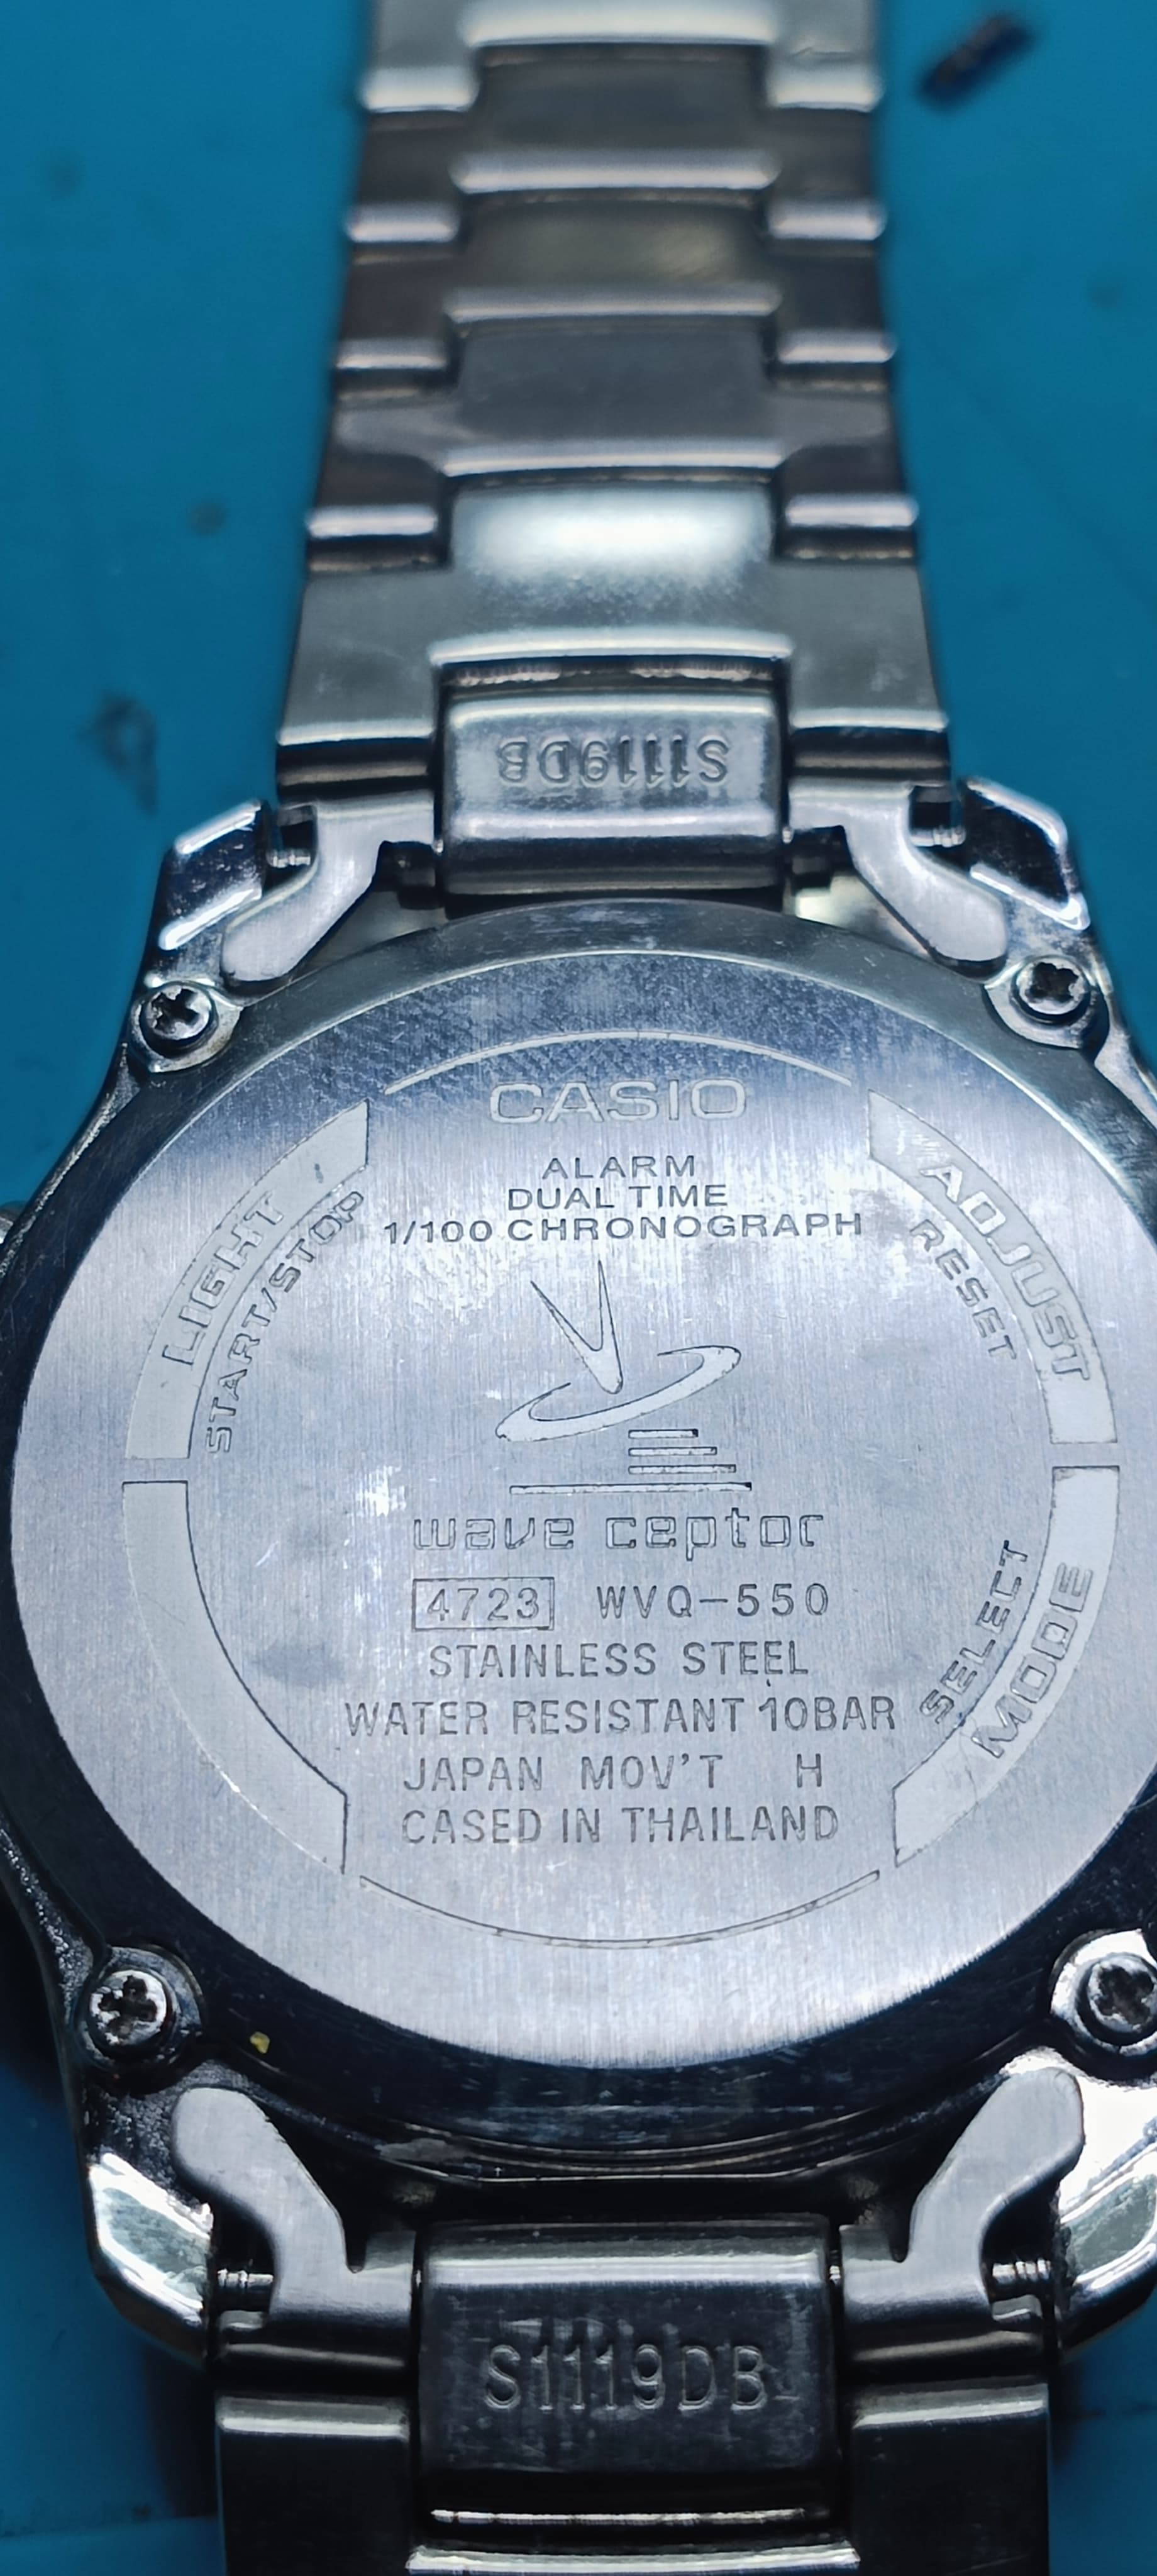 S1119DB
CASIO
ALARM
DUAL TIME
1/100 CHRONOGRAPH
LIGHT
START/STOP
ADJUST
RESET
wave ceptor
4723 WVQ-550
STAINLESS STEEL
WATER RESISTANT 10BAR
JAPAN MOV'T H
CASED IN THAILAND
SELECT
MODE
S1119DB